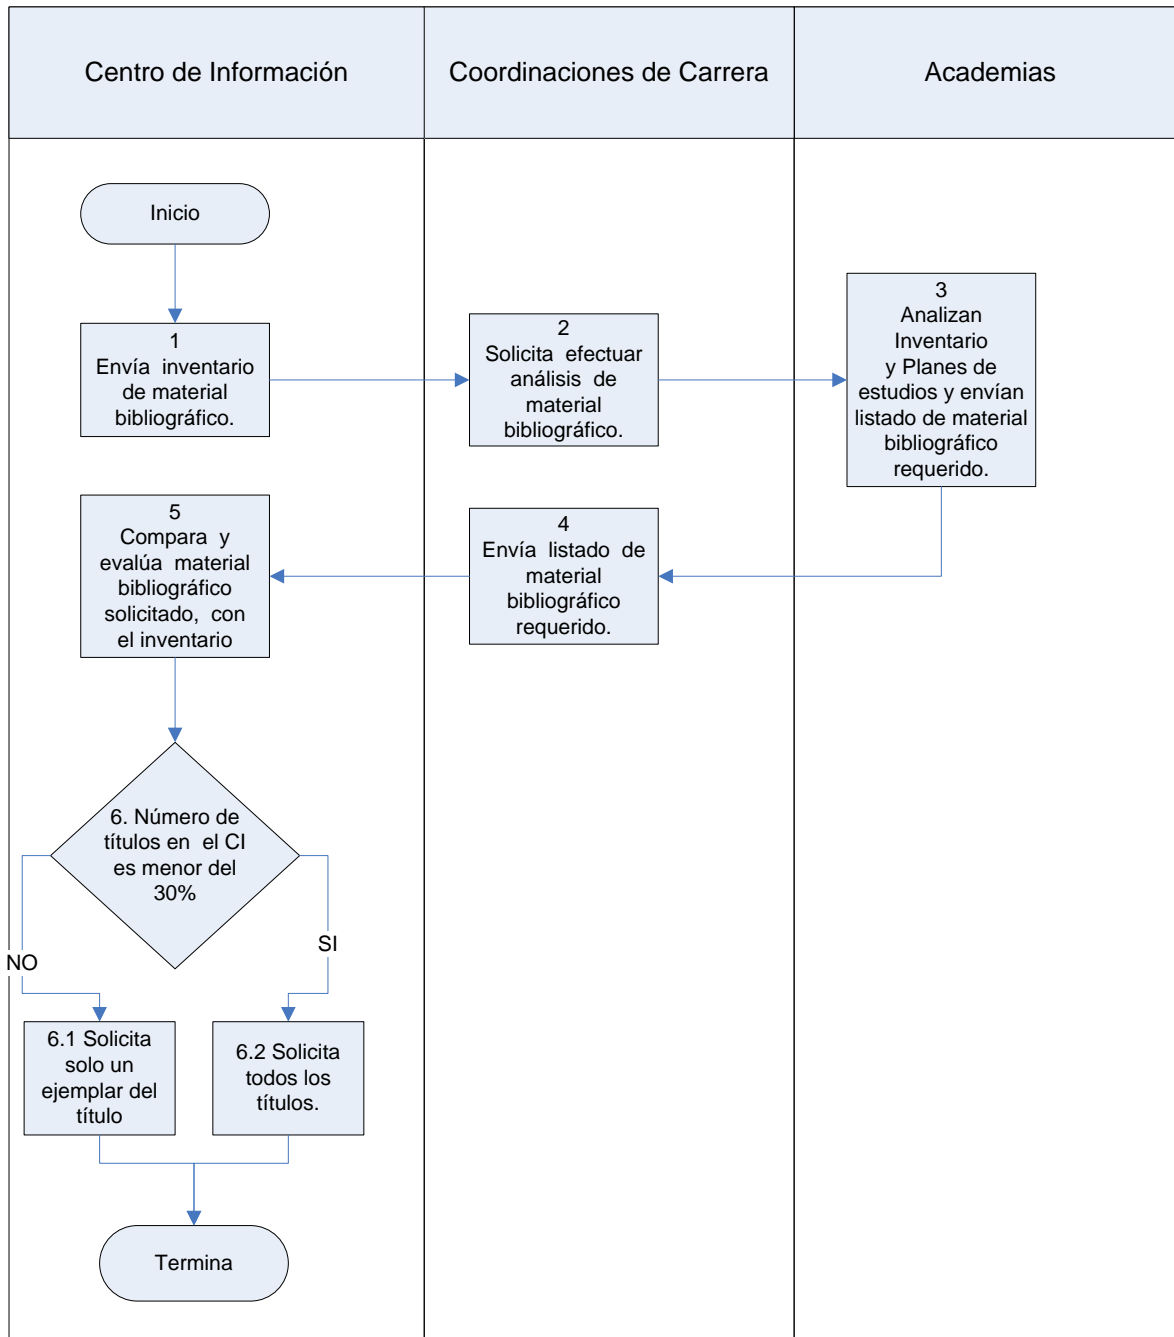 Centro de Información
Coordinaciones de Carrera
Academias
Inicio
1
Envía inventario
de material
bibliográfico.
2
Solicita efectuar
análisis de
material
bibliográfico.
3
Analizan
Inventario
y Planes de
estudios y envían
listado de material
bibliográfico
requerido.
4
Envía listado de
material
bibliográfico
requerido.
5
Compara y
evalúa material
bibliográfico
solicitado, con
el inventario
6. Número de
títulos en el CI
es menor del
30%
NO
SI
6.1 Solicita
solo un
ejemplar del
título
6.2 Solicita
todos los
títulos.
Termina